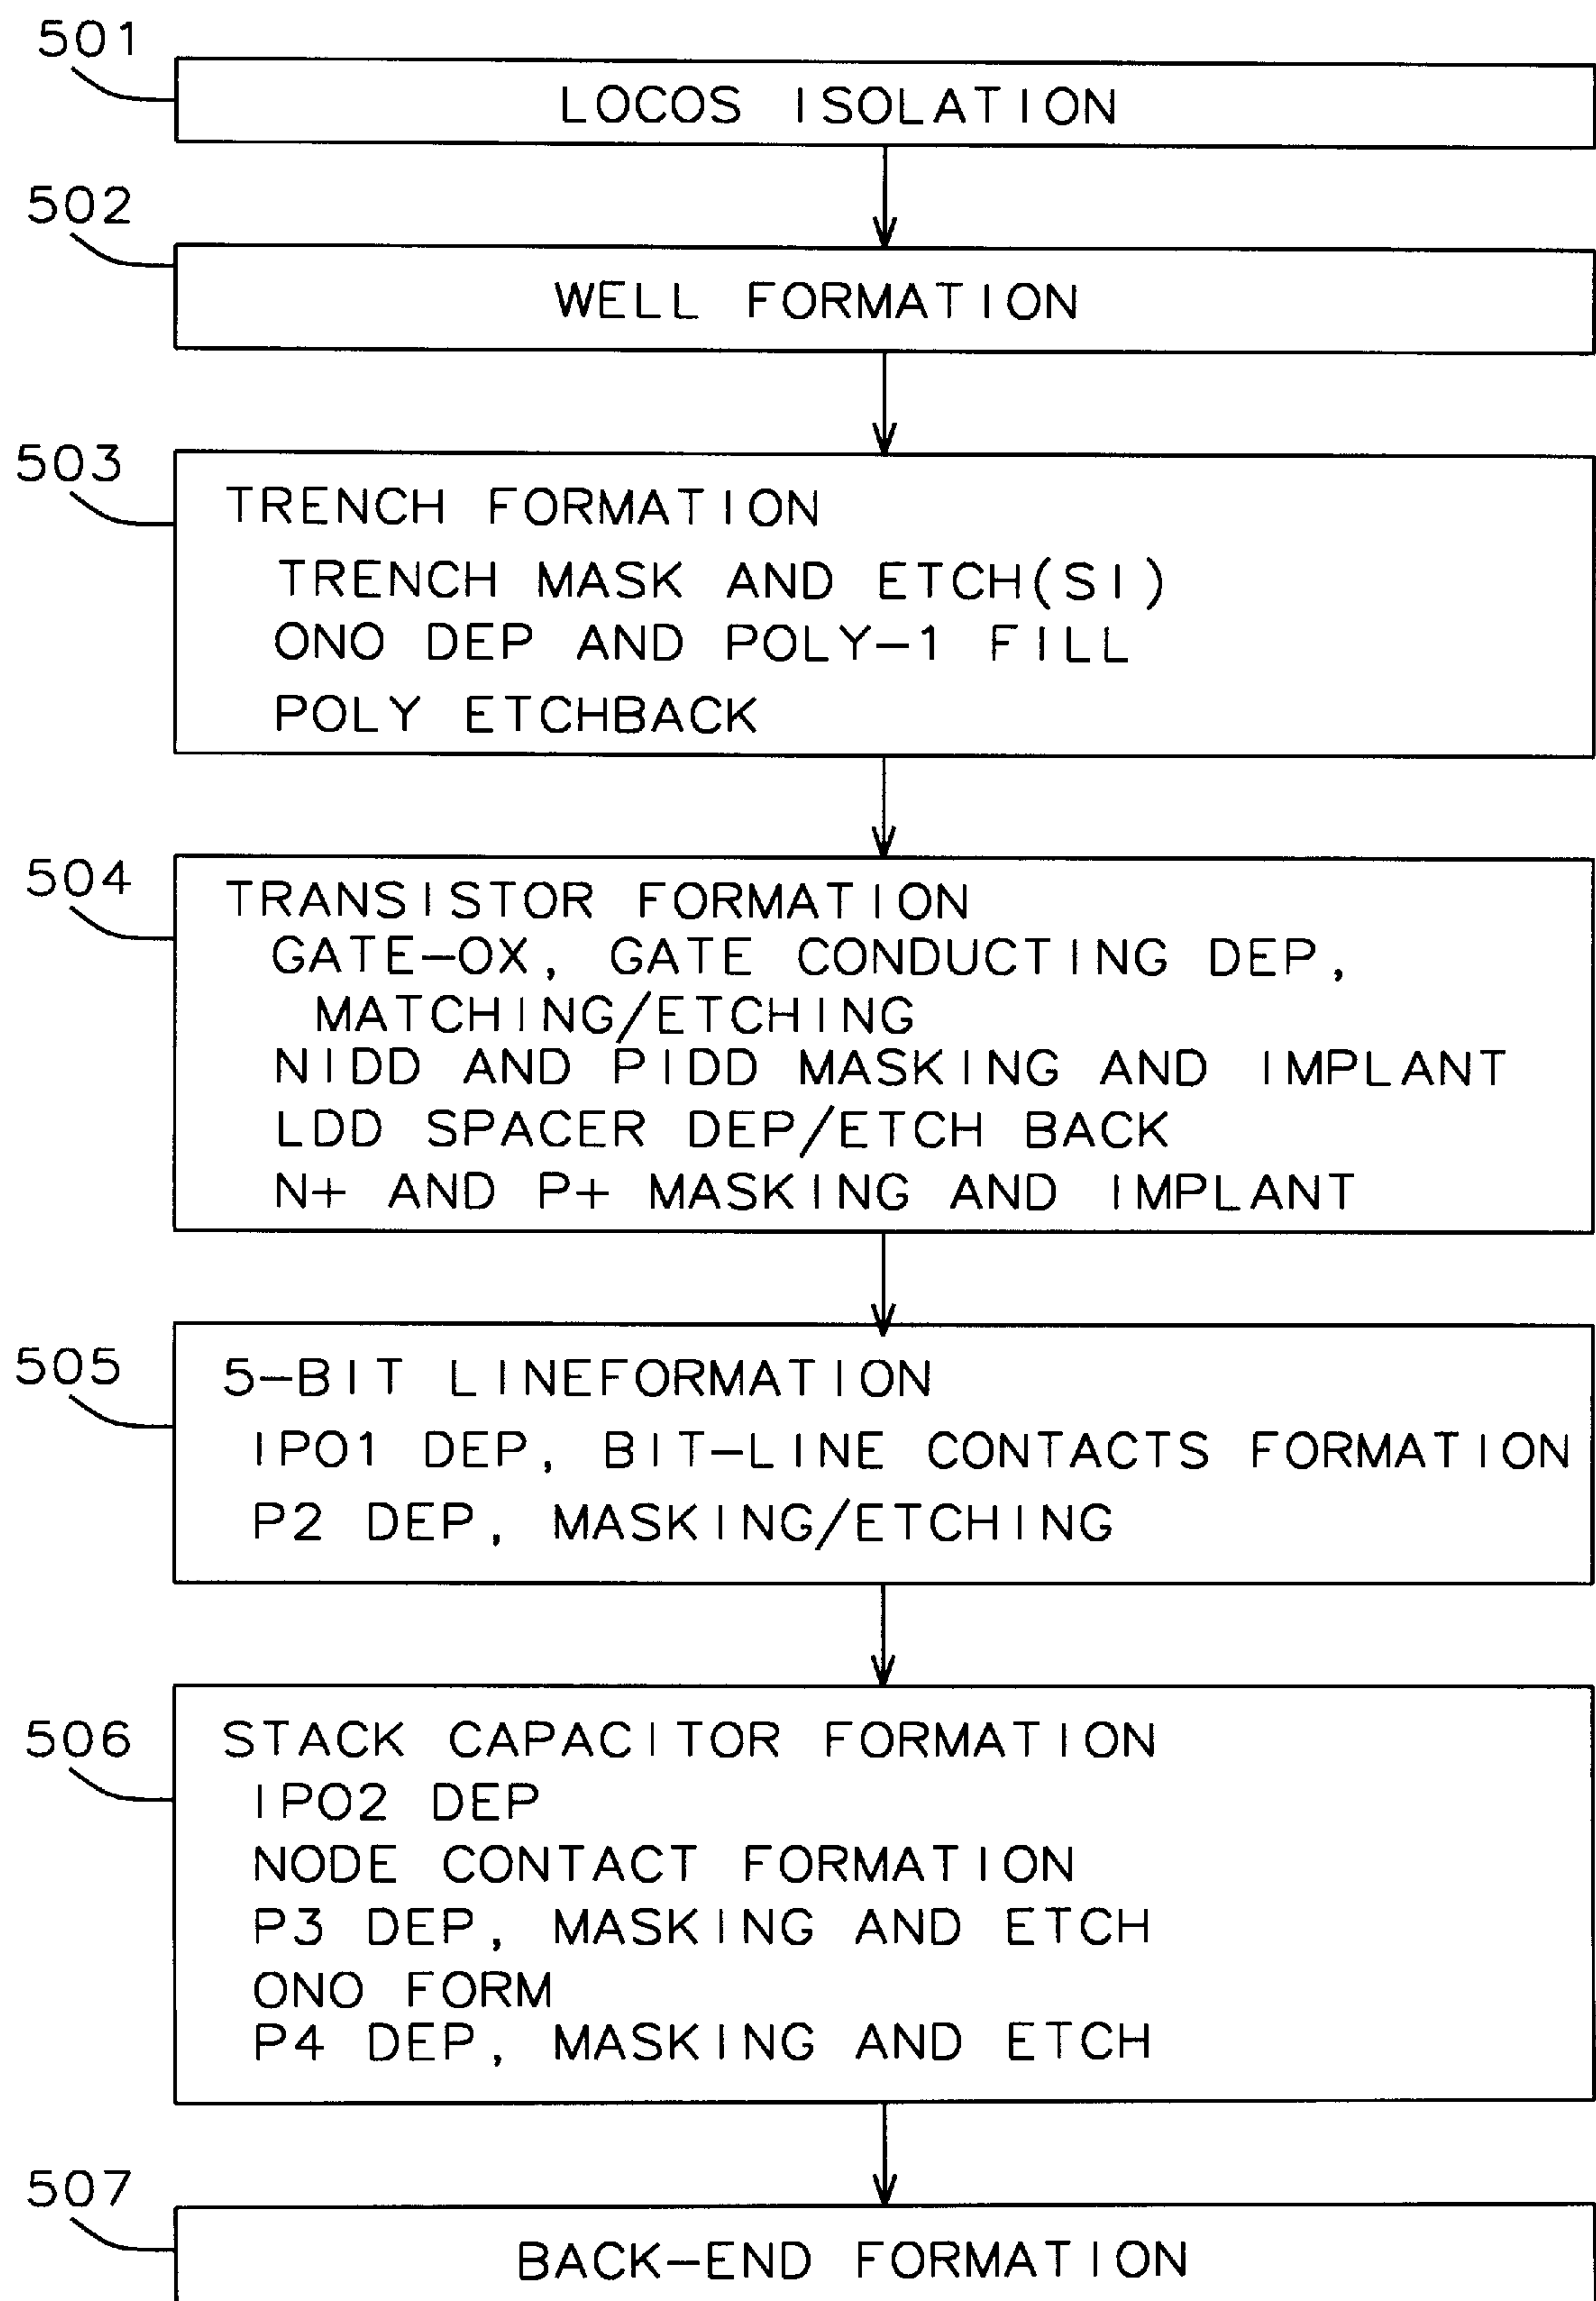 501
LOCOS ISOLATION
502
WELL FORMATION
503
TRENCH FORMATION
TRENCH MASK AND ETCH(SI)
ONO DEP AND POLY-1 FILL
POLY ETCHBACK
504
TRANSISTOR FORMATION
GATE-OX, GATE CONDUCTING DEP,
MATCHING/ETCHING
NIDD AND PIDD MASKING AND IMPLANT
LDD SPACER DEP/ETCH BACK
N+ AND P+ MASKING AND IMPLANT
505
5-BIT LINEFORMATION
IPO1 DEP, BIT-LINE CONTACTS FORMATION
P2 DEP, MASKING/ETCHING
506
STACK CAPACITOR FORMATION
IPO2 DEP
NODE CONTACT FORMATION
P3 DEP, MASKING AND ETCH
ONO FORM
P4 DEP, MASKING AND ETCH
507
BACK-END FORMATION